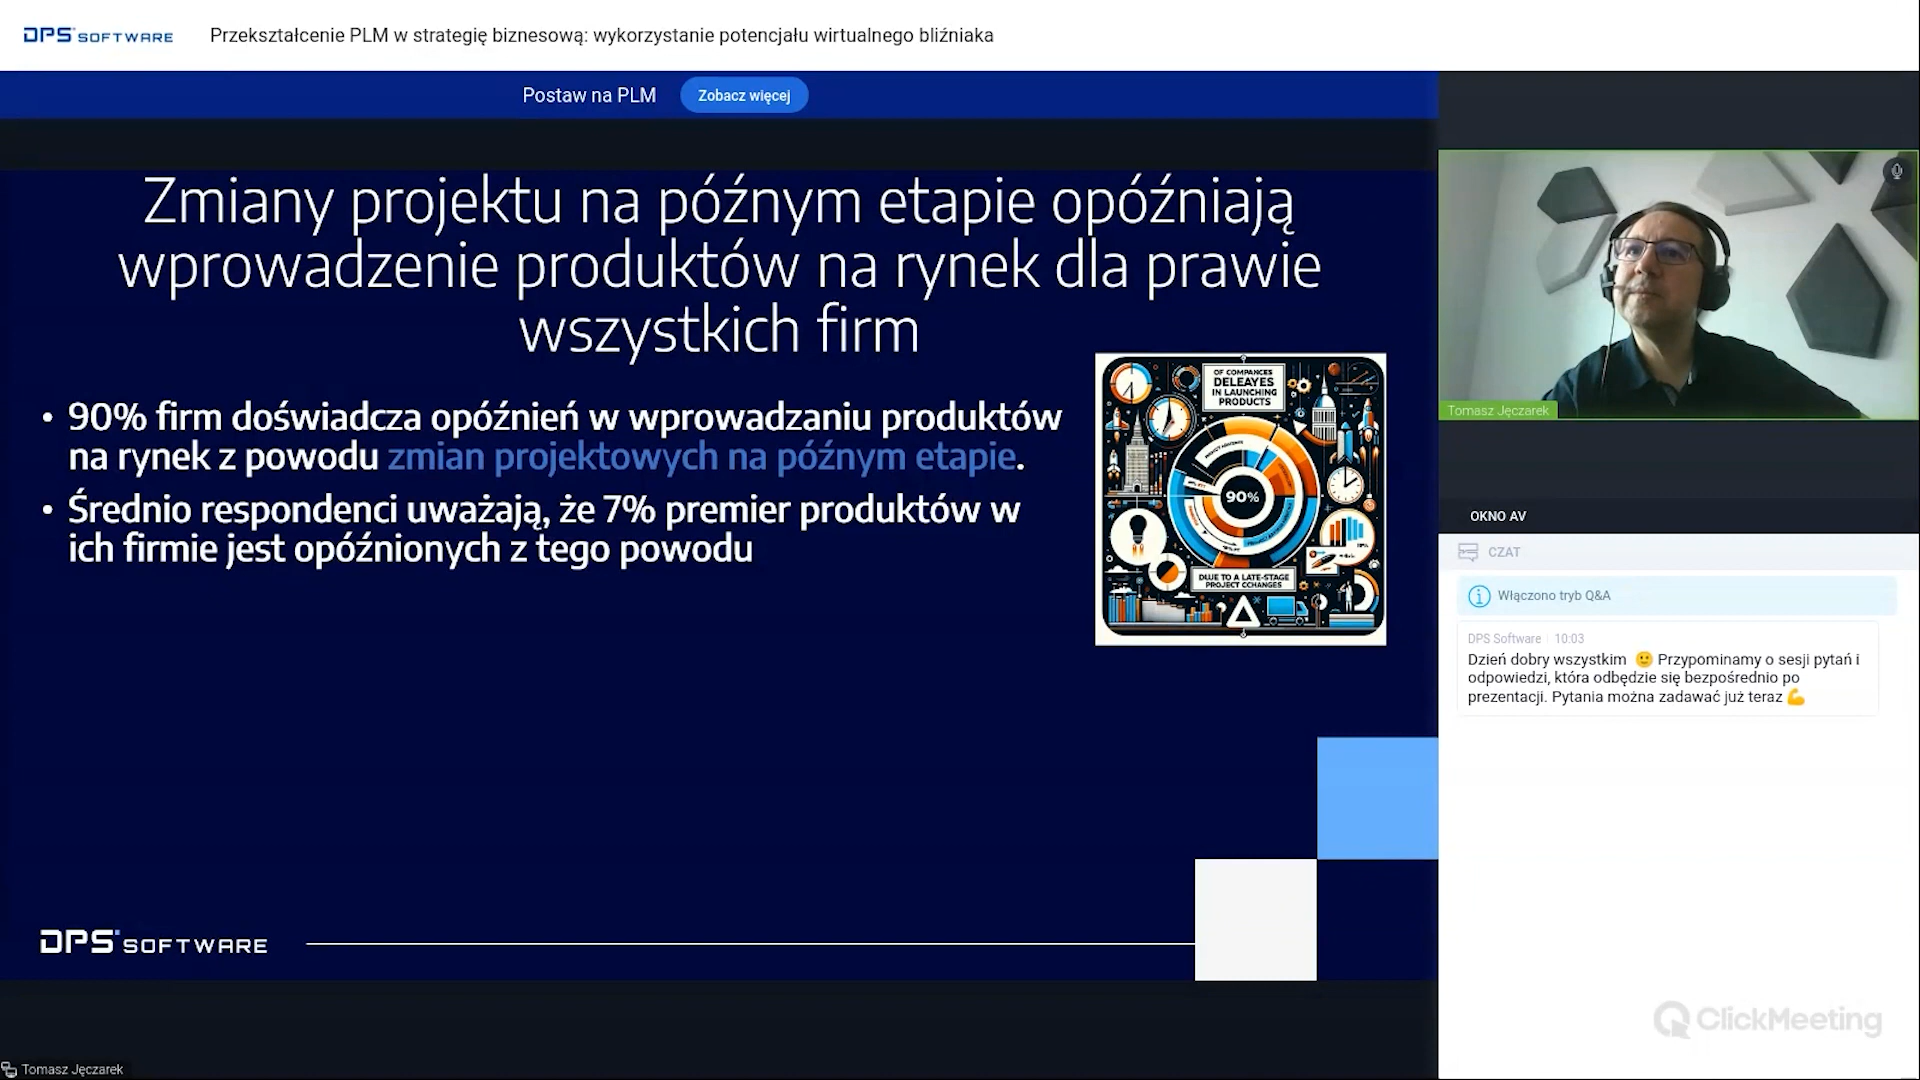 DPS SOFTWARE
Przekształcenie PLM w strategię biznesową: wykorzystanie potencjału wirtualnego bliźniaka
Postaw na PLM
Zobacz więcej
Zmiany projektu na późnym etapie opóźniają
wprowadzenie produktów na rynek dla prawie
wszystkich firm
• 90% firm doświadcza opóźnień w wprowadzaniu produktów
na rynek z powodu zmian projektowych na późnym etapie.
• Średnio respondenci uważają, że 7% premier produktów w
ich firmie jest opóźnionych z tego powodu
OF COMPANCES
DELEAYES
IN LAUNCHING
PRODUCTS
90%
DUJE TO A LATE-STAGE
PROJECT CCHANGES
DPS SOFTWARE
Tomasz Jęczarek
Tomasz Jęczarek
OKNO AV
CZAT
Włączono tryb Q&A
DPS Software 10:03
Dzień dobry wszystkim 🙂 Przypominamy o sesji pytań i
odpowiedzi, która odbędzie się bezpośrednio po
prezentacji. Pytania można zadawać już teraz 💪
ClickMeeting